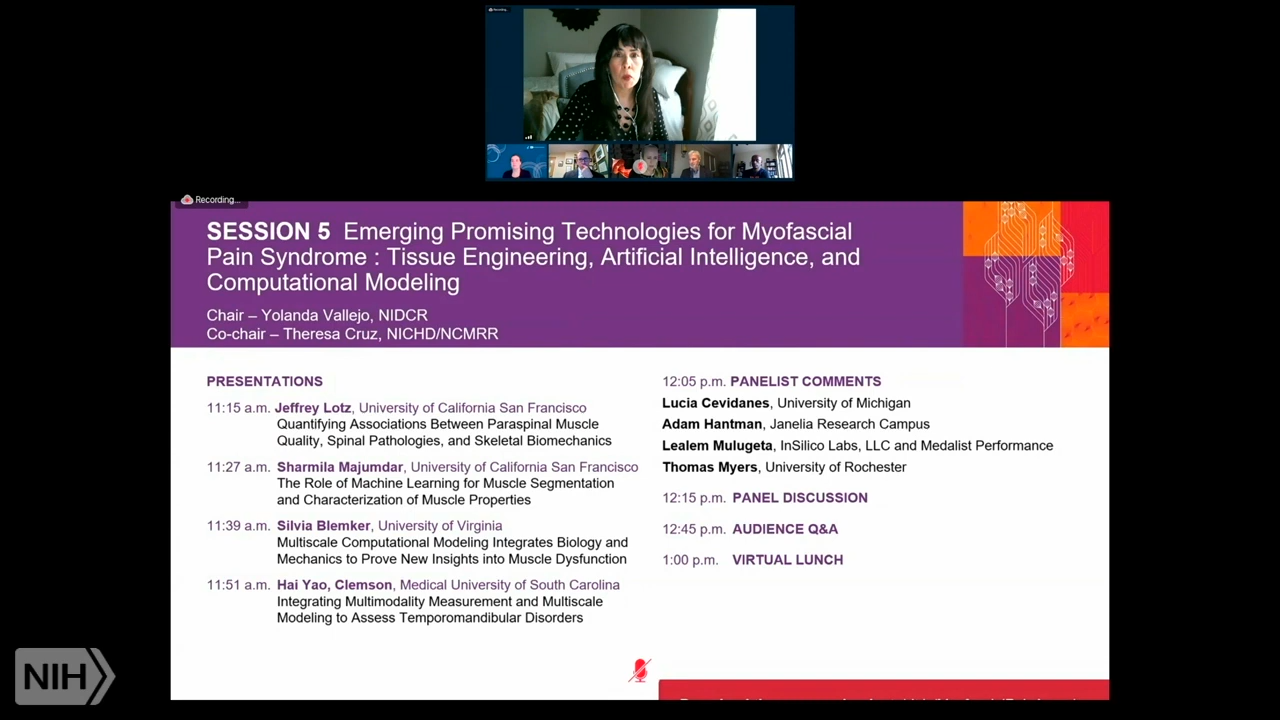 Recording...
Recording...
SESSION 5 Emerging Promising Technologies for Myofascial
Pain Syndrome : Tissue Engineering, Artificial Intelligence, and
Computational Modeling
Chair – Yolanda Vallejo, NIDCR
Co-chair – Theresa Cruz, NICHD/NCMRR
PRESENTATIONS
11:15 a.m. Jeffrey Lotz, University of California San Francisco
Quantifying Associations Between Paraspinal Muscle
Quality, Spinal Pathologies, and Skeletal Biomechanics
11:27 a.m. Sharmila Majumdar, University of California San Francisco
The Role of Machine Learning for Muscle Segmentation
and Characterization of Muscle Properties
11:39 a.m. Silvia Blemker, University of Virginia
Multiscale Computational Modeling Integrates Biology and
Mechanics to Prove New Insights into Muscle Dysfunction
11:51 a.m. Hai Yao, Clemson, Medical University of South Carolina
Integrating Multimodality Measurement and Multiscale
Modeling to Assess Temporomandibular Disorders
12:05 p.m. PANELIST COMMENTS
Lucia Cevidanes, University of Michigan
Adam Hantman, Janelia Research Campus
Lealem Mulugeta, InSilico Labs, LLC and Medalist Performance
Thomas Myers, University of Rochester
12:15 p.m. PANEL DISCUSSION
12:45 p.m. AUDIENCE Q&A
1:00 p.m. VIRTUAL LUNCH
NIH